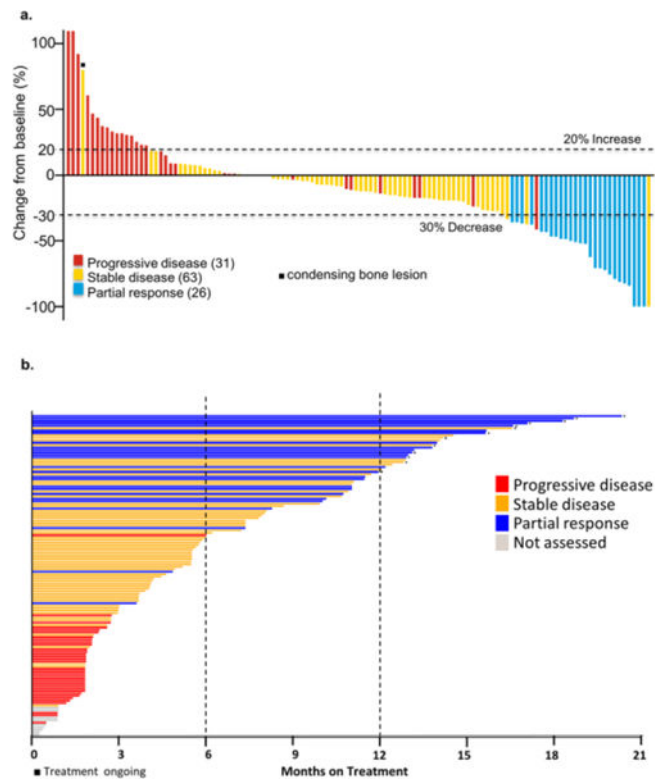 a.
Change from baseline (%)
100
50
20
0
-30
-50
-100
20% Increase
30% Decrease
Progressive disease (31)
Stable disease (63)
Partial response (26)
condensing bone lesion
b.
Progressive disease
Stable disease
Partial response
Not assessed
0 3 6 9 12 15 18 21
Treatment ongoing
Months on Treatment